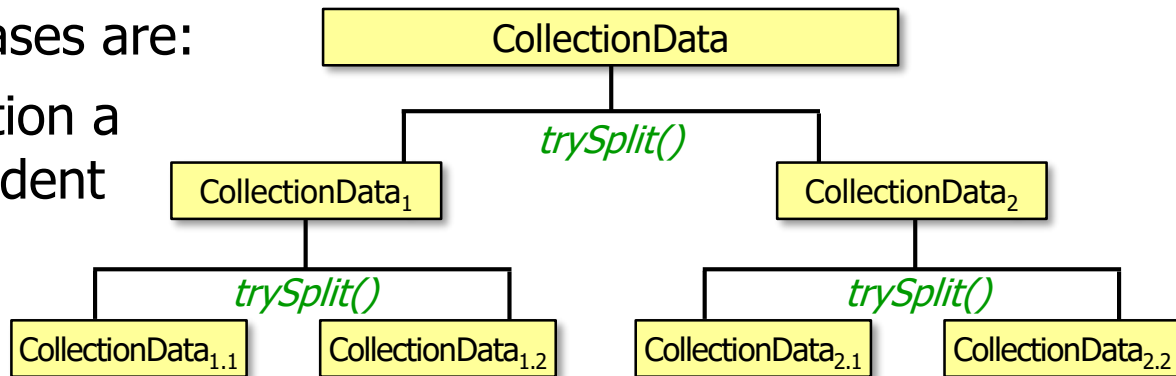 ases are:
tion a
dent
CollectionData
trySplit()
CollectionData₁
CollectionData₂
trySplit()
trySplit()
CollectionData₁.₁
CollectionData₁.₂
CollectionData₂.₁
CollectionData₂.₂